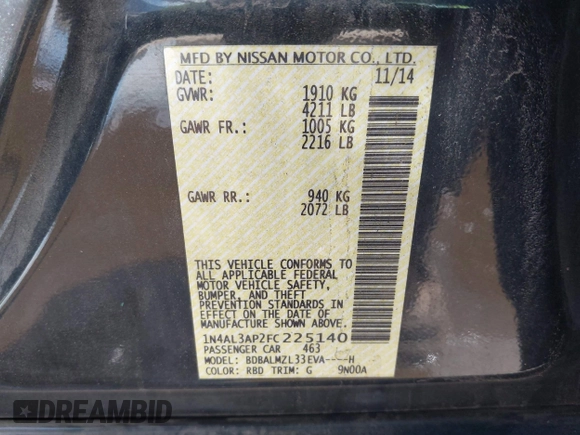 MFD BY NISSAN MOTOR CO., LTD.
DATE: 11/14
GVWR: 1910 KG
4211 LB
GAWR FR.: 1005 KG
2216 LB
GAWR RR.: 940 KG
2072 LB
THIS VEHICLE CONFORMS TO
ALL APPLICABLE FEDERAL
MOTOR VEHICLE SAFETY,
BUMPER, AND THEFT
PREVENTION STANDARDS IN
EFFECT ON THE DATE OF
MANUFACTURE SHOWN ABOVE.
1N4AL3AP2FC225140
PASSENGER CAR 463
MODEL: BDBALMZL33EVA----H
COLOR: RBD TRIM: G 9N00A
DREAMBID